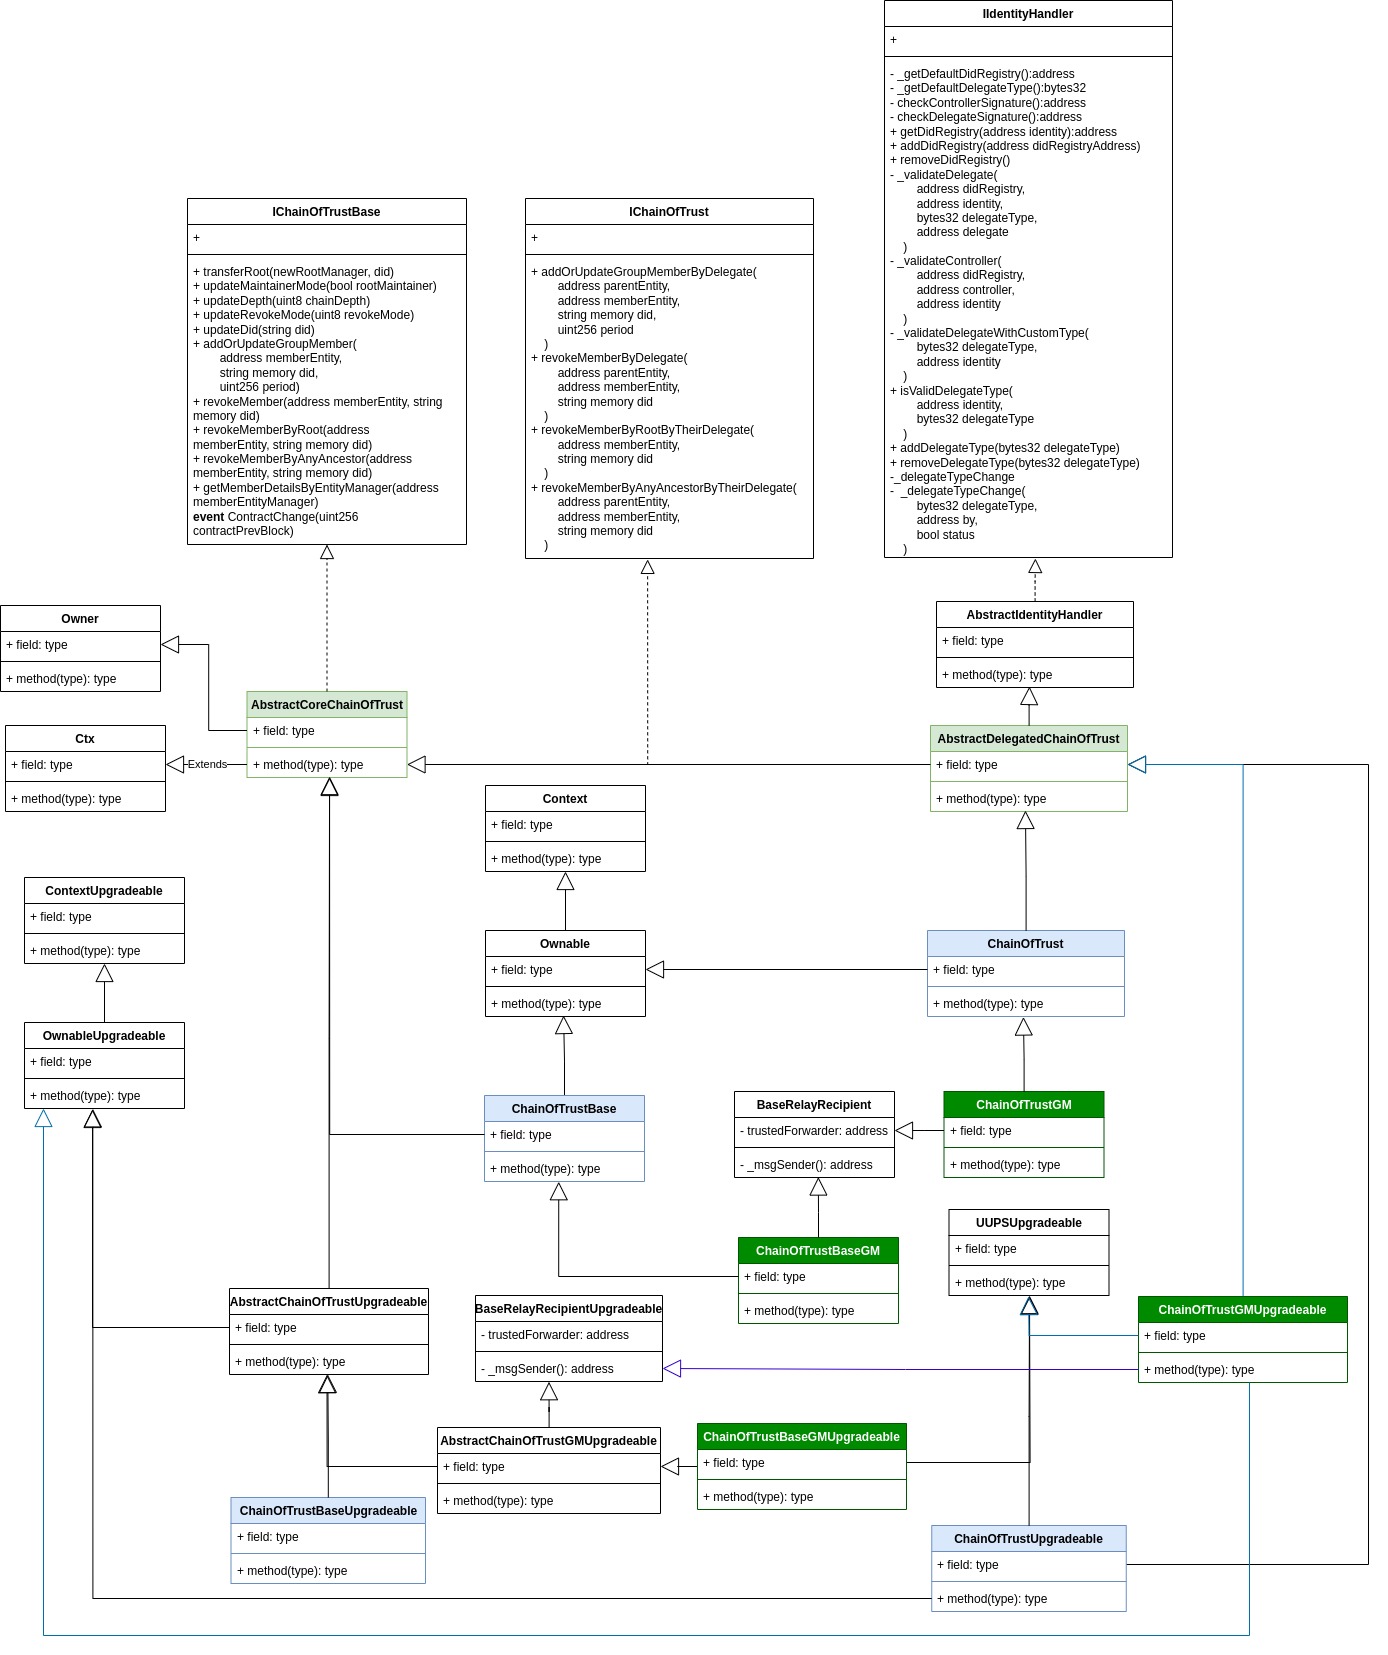 IIdentityHandler
+
- _getDefaultDidRegistry():address
- _getDefaultDelegateType():bytes32
- checkControllerSignature():address
- checkDelegateSignature():address
+ getDidRegistry(address identity):address
+ addDidRegistry(address didRegistryAddress)
+ removeDidRegistry()
- _validateDelegate(
address didRegistry,
address identity,
bytes32 delegateType,
address delegate
)
- _validateController(
address didRegistry,
address controller,
address identity
)
- _validateDelegateWithCustomType(
bytes32 delegateType,
address identity
)
+ isValidDelegateType(
address identity,
bytes32 delegateType
)
+ addDelegateType(bytes32 delegateType)
+ removeDelegateType(bytes32 delegateType)
-_delegateTypeChange
- _delegateTypeChange(
bytes32 delegateType,
address by,
bool status
)
IChainOfTrustBase
+
+ transferRoot(newRootManager, did)
+ updateMaintainerMode(bool rootMaintainer)
+ updateDepth(uint8 chainDepth)
+ updateRevokeMode(uint8 revokeMode)
+ updateDid(string did)
+ addOrUpdateGroupMember(
address memberEntity,
string memory did,
uint256 period)
+ revokeMember(address memberEntity, string
memory did)
+ revokeMemberByRoot(address
memberEntity, string memory did)
+ revokeMemberByAnyAncestor(address
memberEntity, string memory did)
+ getMemberDetailsByEntityManager(address
memberEntityManager)
event ContractChange(uint256
contractPrevBlock)
IChainOfTrust
+
+ addOrUpdateGroupMemberByDelegate(
address parentEntity,
address memberEntity,
string memory did,
uint256 period
)
+ revokeMemberByDelegate(
address parentEntity,
address memberEntity,
string memory did
)
+ revokeMemberByRootByTheirDelegate(
address memberEntity,
string memory did
)
+ revokeMemberByAnyAncestorByTheirDelegate(
address parentEntity,
address memberEntity,
string memory did
)
Owner
+ field: type
+ method(type): type
AbstractIdentityHandler
+ field: type
+ method(type): type
AbstractCoreChainOfTrust
+ field: type
+ method(type): type
Ctx
+ field: type
+ method(type): type
Extends
AbstractDelegatedChainOfTrust
+ field: type
+ method(type): type
Context
+ field: type
+ method(type): type
ContextUpgradeable
+ field: type
+ method(type): type
Ownable
+ field: type
+ method(type): type
ChainOfTrust
+ field: type
+ method(type): type
OwnableUpgradeable
+ field: type
+ method(type): type
ChainOfTrustBase
+ field: type
+ method(type): type
BaseRelayRecipient
- trustedForwarder: address
- _msgSender(): address
ChainOfTrustGM
+ field: type
+ method(type): type
UUPSUpgradeable
+ field: type
+ method(type): type
ChainOfTrustBaseGM
+ field: type
+ method(type): type
AbstractChainOfTrustUpgradeable
+ field: type
+ method(type): type
BaseRelayRecipientUpgradeable
- trustedForwarder: address
- _msgSender(): address
ChainOfTrustGMUpgradeable
+ field: type
+ method(type): type
AbstractChainOfTrustGMUpgradeable
+ field: type
+ method(type): type
ChainOfTrustBaseGMUpgradeable
+ field: type
+ method(type): type
ChainOfTrustBaseUpgradeable
+ field: type
+ method(type): type
ChainOfTrustUpgradeable
+ field: type
+ method(type): type